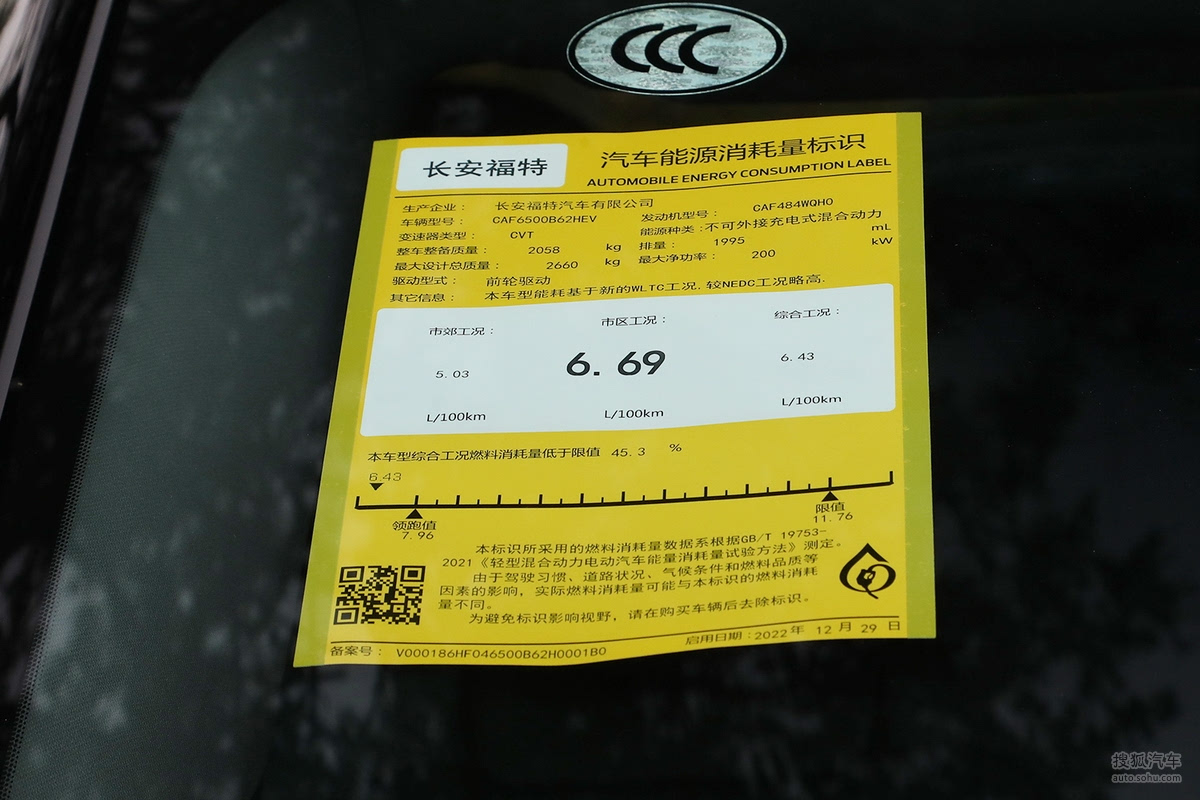 CCC
长安福特
汽车能源消耗量标识
AUTOMOBILE ENERGY CONSUMPTION LABEL
生产企业： 长安福特汽车有限公司
车辆型号： CAF6500B62HEV 发动机型号： CAF484WQH0
变速器类型： CVT 能源种类：不可外接充电式混合动力
整车整备质量： 2058 kg 排量： 1995 mL
最大设计总质量： 2660 kg 最大净功率： 200 kW
驱动型式： 前轮驱动
其它信息： 本车型能耗基于新的WLTC工况,较NEDC工况略高.
市郊工况： 市区工况： 综合工况：
5.03 6.69 6.43
L/100km L/100km L/100km
本车型综合工况燃料消耗量低于限值 45.3 %
6.43
领跑值 限值
7.96 11.76
本标识所采用的燃料消耗量数据系根据GB/T 19753-
2021《轻型混合动力电动汽车能量消耗量试验方法》测定。
由于驾驶习惯、道路状况、气候条件和燃料品质等
因素的影响，实际燃料消耗量可能与本标识的燃料消耗
量不同。
为避免标识影响视野，请在购买车辆后去除标识。
备案号： V000186HF046500B62H0001B0 启用日期：2022年 12月 29日
搜狐汽车
auto.sohu.com